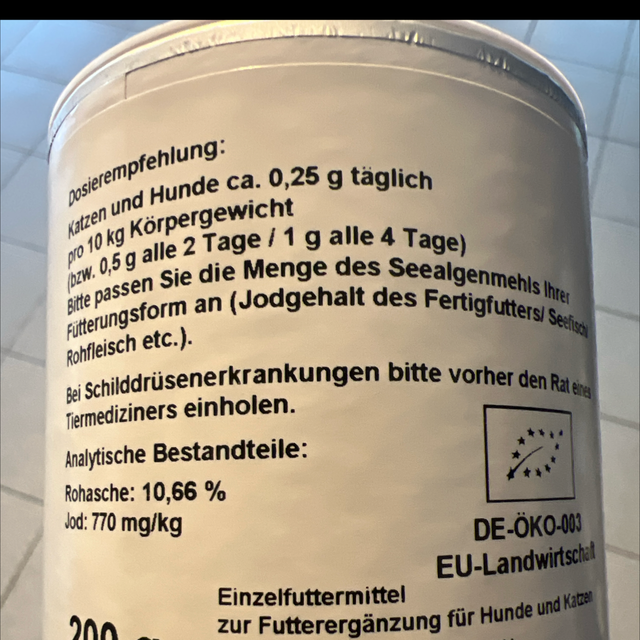 Dosierempfehlung:
Katzen und Hunde ca. 0,25 g täglich
pro 10 kg Körpergewicht
(bzw. 0,5 g alle 2 Tage / 1 g alle 4 Tage)
Bitte passen Sie die Menge des Seealgenmehls Ihrer
Fütterungsform an (Jodgehalt des Fertigfutters/ Seefisch/
Rohfleisch etc.).
Bei Schilddrüsenerkrankungen bitte vorher den Rat eines
Tiermediziners einholen.
Analytische Bestandteile:
Rohasche: 10,66 %
Jod: 770 mg/kg
DE-ÖKO-003
EU-Landwirtschaft
Einzelfuttermittel
zur Futterergänzung für Hunde und Katzen
200